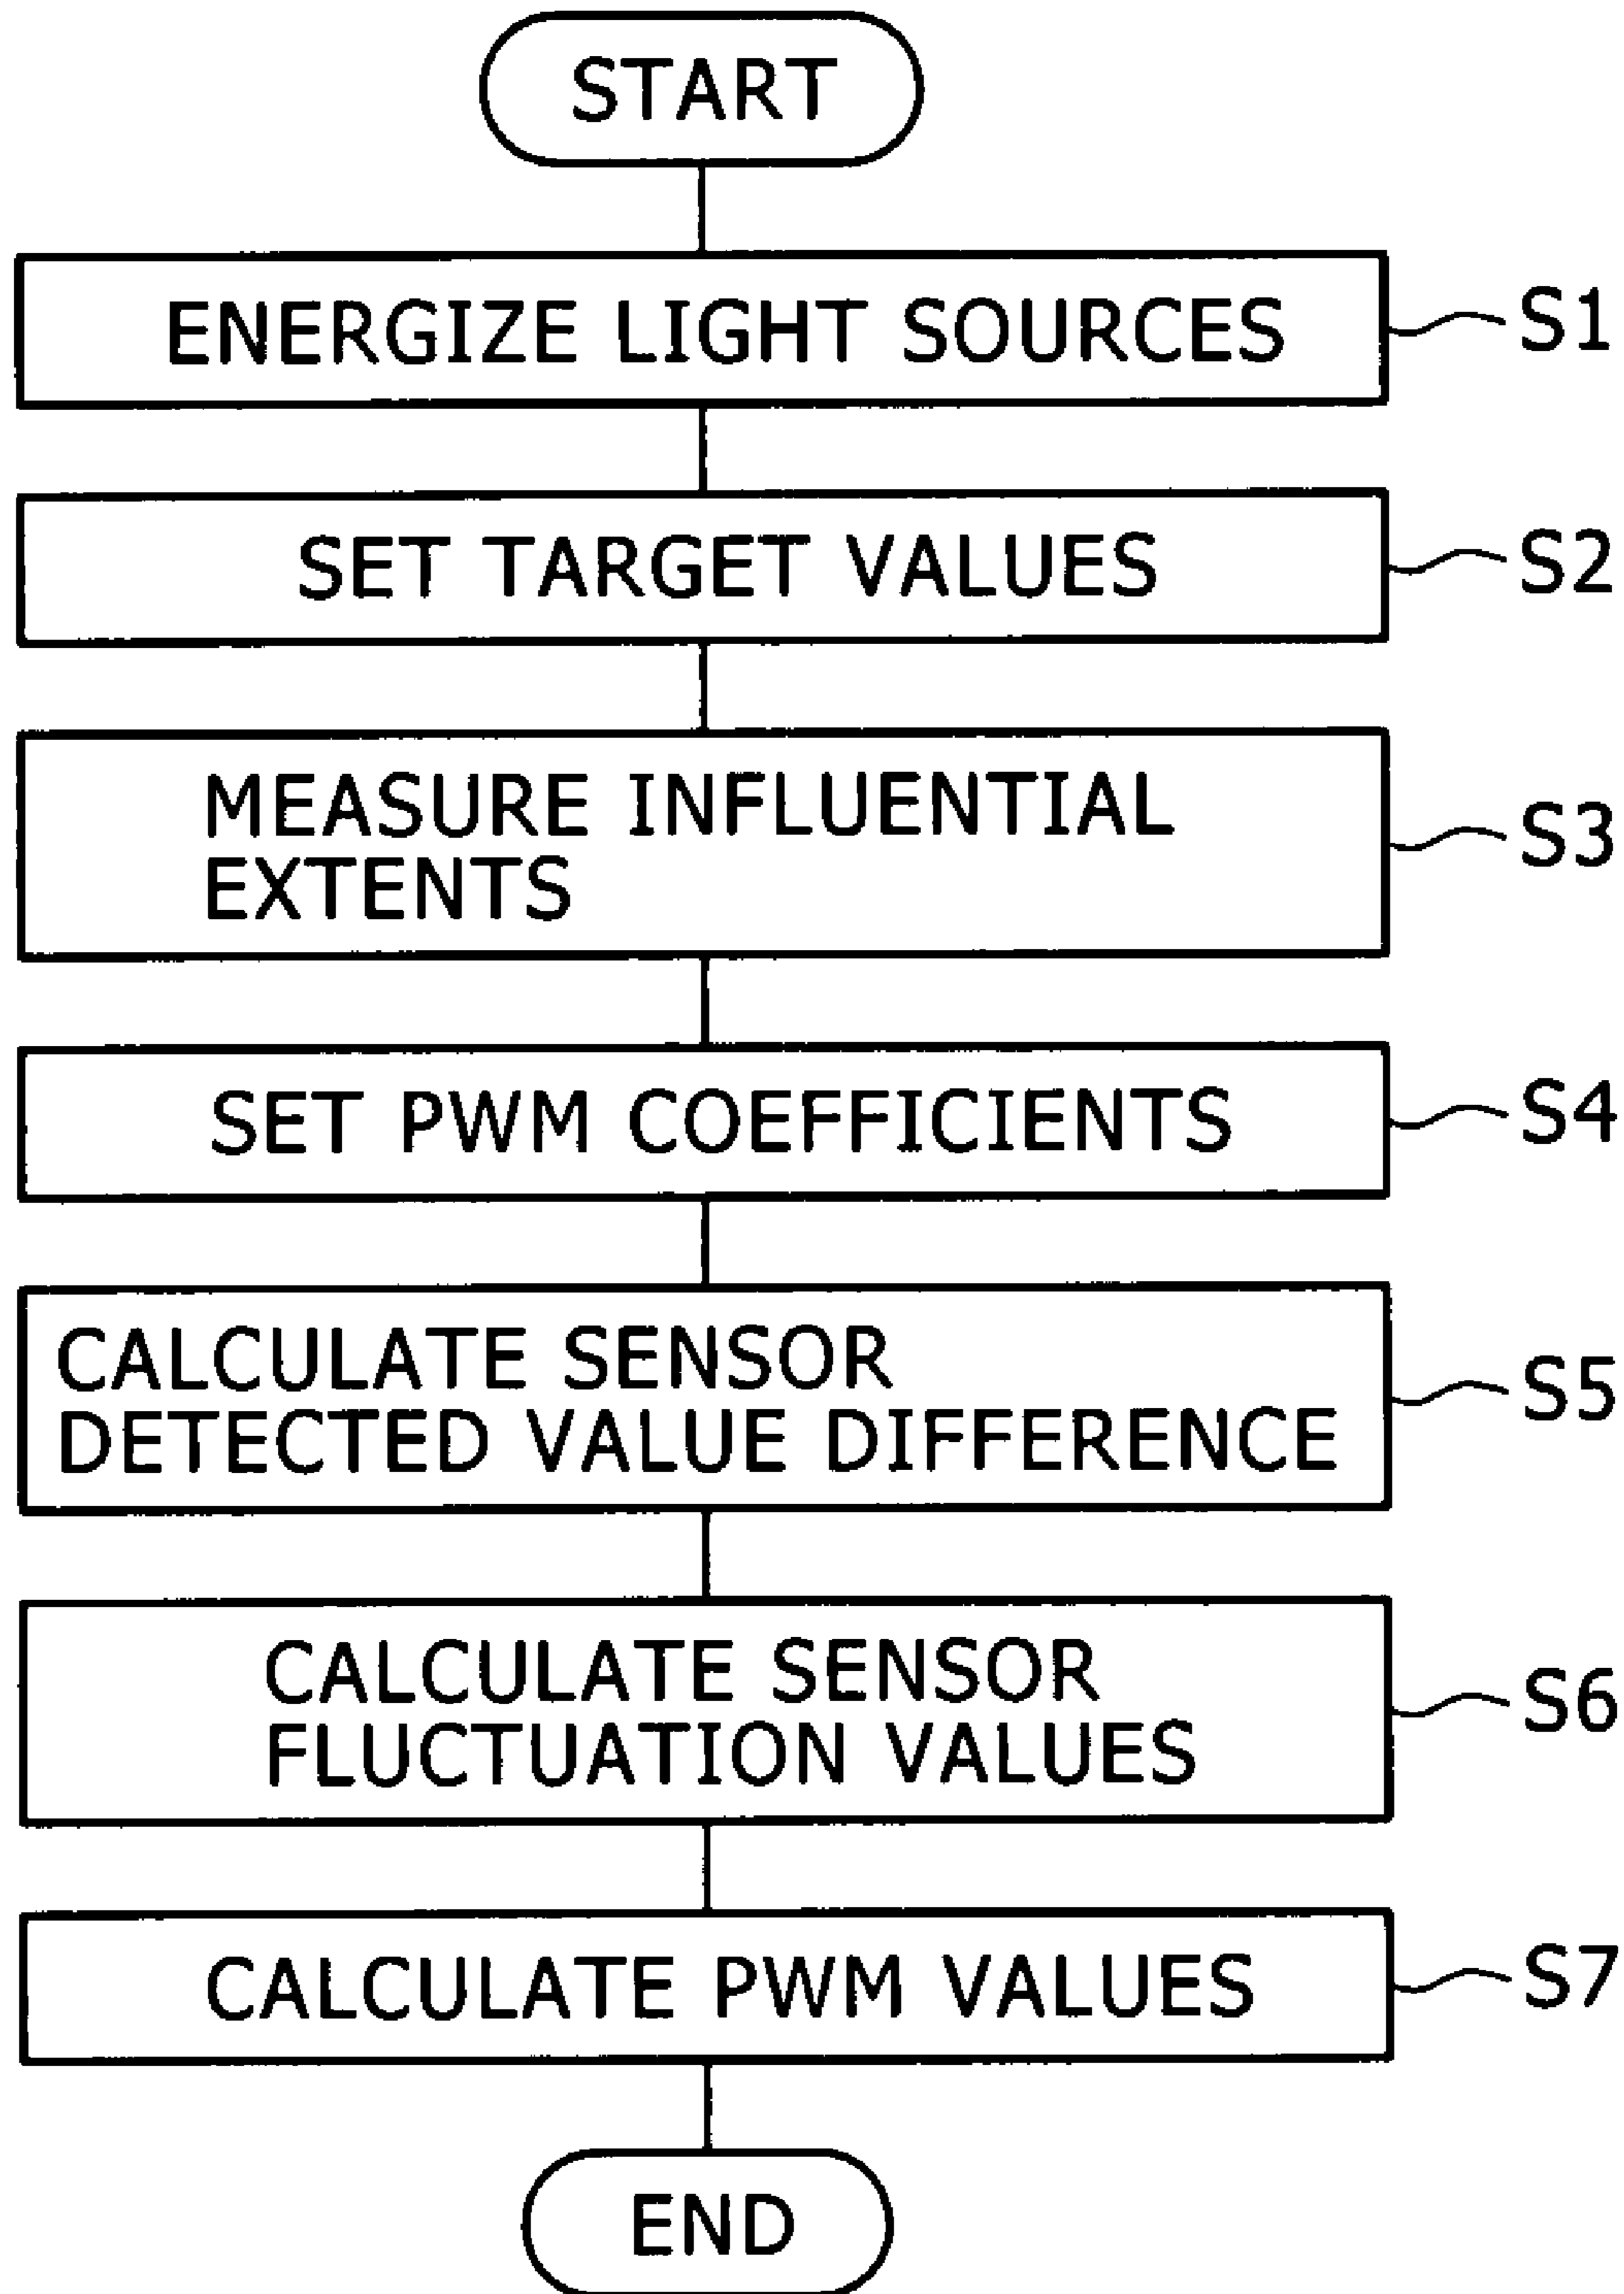 START
ENERGIZE LIGHT SOURCES
S1
SET TARGET VALUES
S2
MEASURE INFLUENTIAL
EXTENTS
S3
SET PWM COEFFICIENTS
S4
CALCULATE SENSOR
DETECTED VALUE DIFFERENCE
S5
CALCULATE SENSOR
FLUCTUATION VALUES
S6
CALCULATE PWM VALUES
S7
END